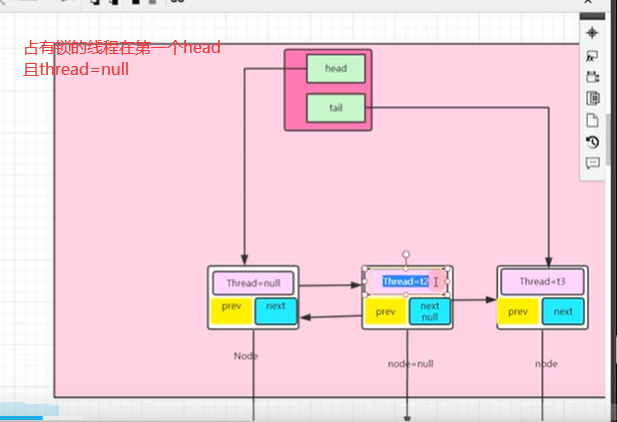 占有锁的线程在第一个head
且thread=null
head
tail
Thread=null
Thread=t2
Thread=t3
prev
next
prev
next
null
prev
next
Node
node=null
node